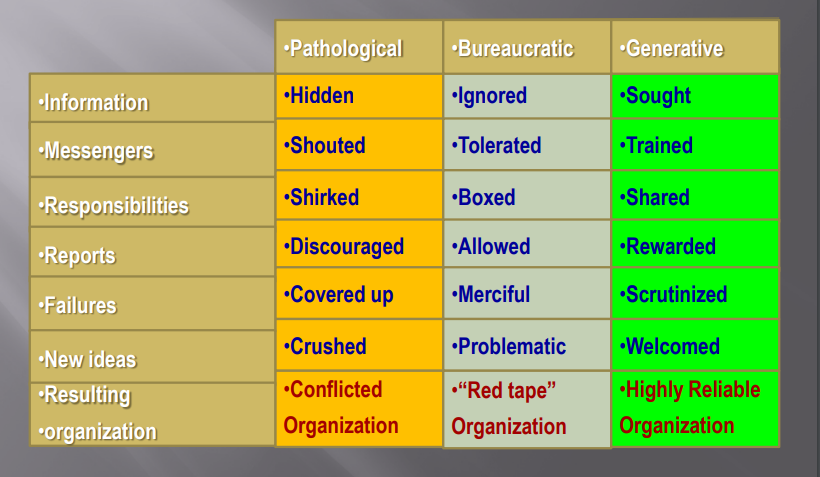 •Pathological •Bureaucratic •Generative
•Information •Hidden •Ignored •Sought
•Messengers •Shouted •Tolerated •Trained
•Responsibilities •Shirked •Boxed •Shared
•Reports •Discouraged •Allowed •Rewarded
•Failures •Covered up •Merciful •Scrutinized
•New ideas •Crushed •Problematic •Welcomed
•Resulting •Conflicted •“Red tape” •Highly Reliable
•organization Organization Organization Organization